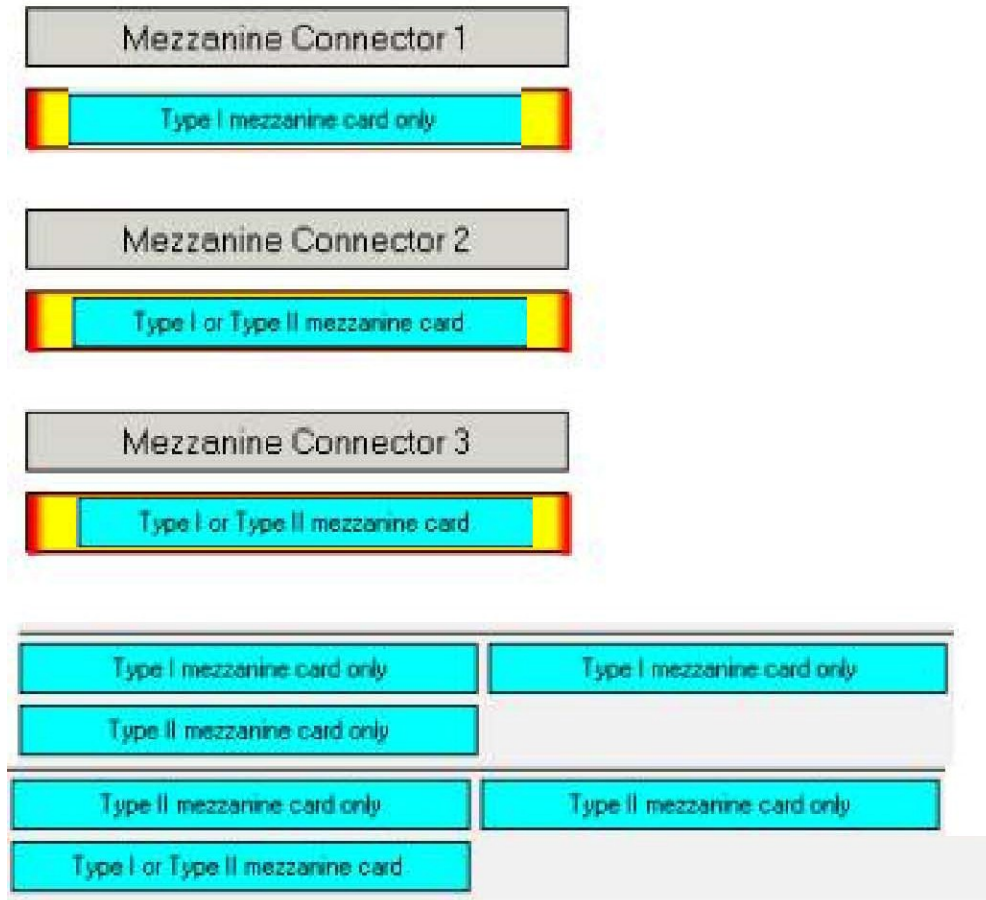 Mezzanine Connector 1
Type I mezzanine card only
Mezzanine Connector 2
Type I or Type II mezzanine card
Mezzanine Connector 3
Type I or Type II mezzanine card
Type I mezzanine card only
Type I mezzanine card only
Type II mezzanine card only
Type II mezzanine card only
Type II mezzanine card only
Type I or Type II mezzanine card